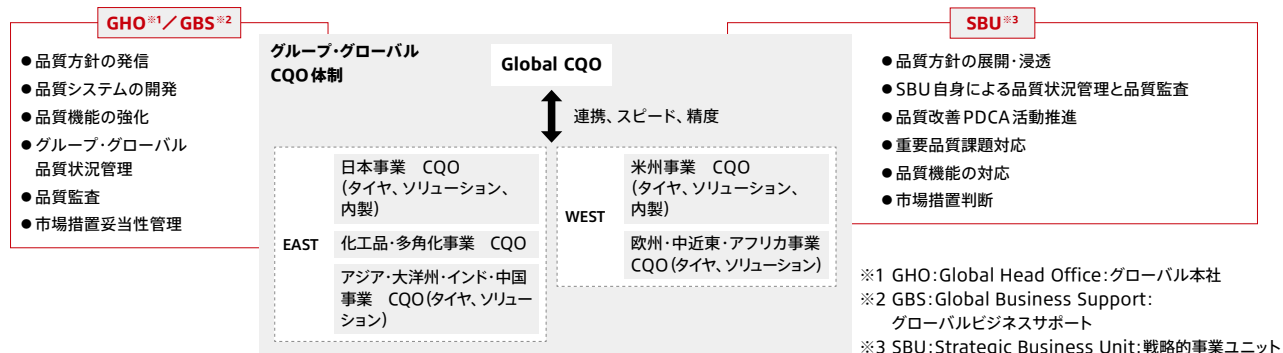 GHO※1／GBS※2
●品質方針の発信
●品質システムの開発
●品質機能の強化
●グループ・グローバル
品質状況管理
●品質監査
●市場措置妥当性管理
グループ・グローバル
CQO体制
Global CQO
連携、スピード、精度
EAST
日本事業　CQO
(タイヤ、ソリューション、
内製)
化工品・多角化事業　CQO
アジア・大洋州・インド・中国
事業　CQO(タイヤ、ソリュー
ション)
WEST
米州事業　CQO
(タイヤ、ソリューション、
内製)
欧州・中近東・アフリカ事業
CQO(タイヤ、ソリューション)
SBU※3
●品質方針の展開・浸透
●SBU自身による品質状況管理と品質監査
●品質改善PDCA活動推進
●重要品質課題対応
●品質機能の対応
●市場措置判断
※1 GHO：Global Head Office：グローバル本社
※2 GBS：Global Business Support：
グローバルビジネスサポート
※3 SBU：Strategic Business Unit：戦略的事業ユニット